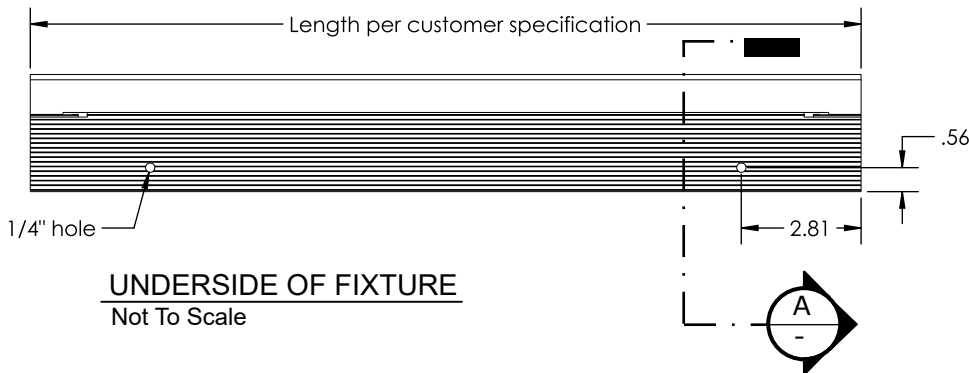 Length per customer specification
.56
1/4" hole
2.81
UNDERSIDE OF FIXTURE
Not To Scale
A
-